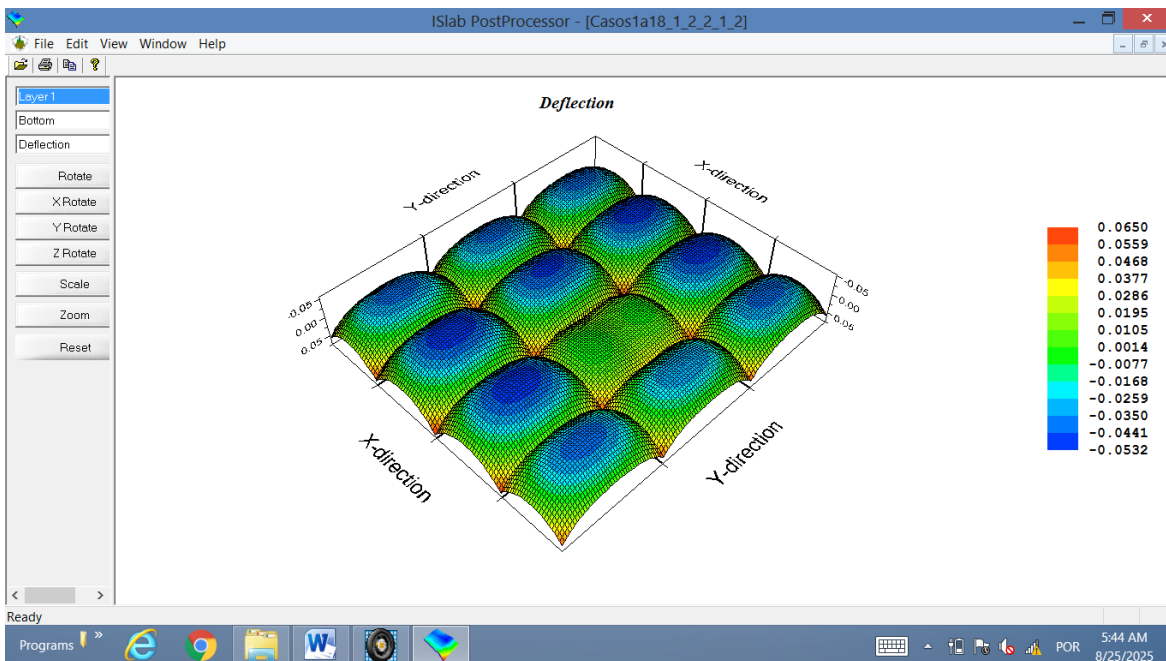 ISlab PostProcessor - [Casos1a18_1_2_2_1_2]
File Edit View Window Help
Layer 1
Bottom
Deflection
Rotate
X Rotate
Y Rotate
Z Rotate
Scale
Zoom
Reset
Deflection
Y-direction
X-direction
-0.05
0.00
0.05
-0.05
-0.00
0.05
X-direction
Y-direction
0.0650
0.0559
0.0468
0.0377
0.0286
0.0195
0.0105
0.0014
-0.0077
-0.0168
-0.0259
-0.0350
-0.0441
-0.0532
Ready
Programs
POR
5:44 AM
8/25/2025